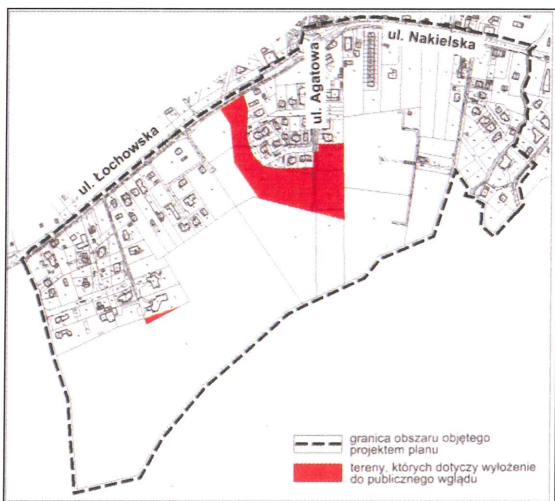 ul. Nakielska
ul. Agatowa
ul. Łochowska
granica obszaru objętego
projektem planu
tereny, których dotyczy wyłożenie
do publicznego wglądu